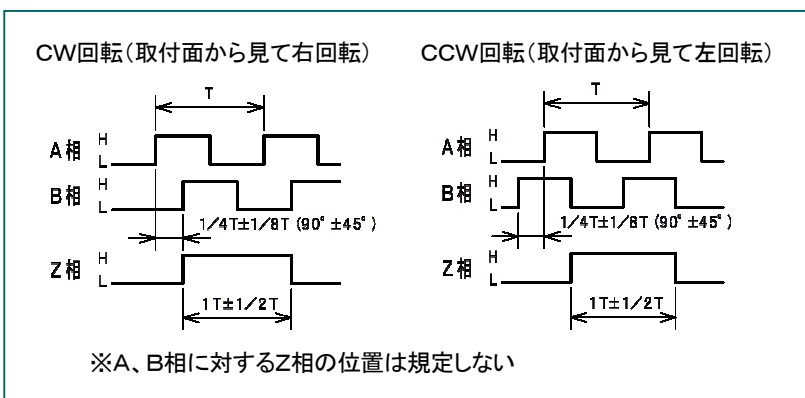 CW回転(取付面から見て右回転)
T
A相 H L
B相 H L
1/4T±1/8T (90°±45°)
Z相 H L
1T±1/2T
CCW回転(取付面から見て左回転)
T
A相 H L
B相 H L
1/4T±1/8T (90°±45°)
Z相 H L
1T±1/2T
※A、B相に対するZ相の位置は規定しない